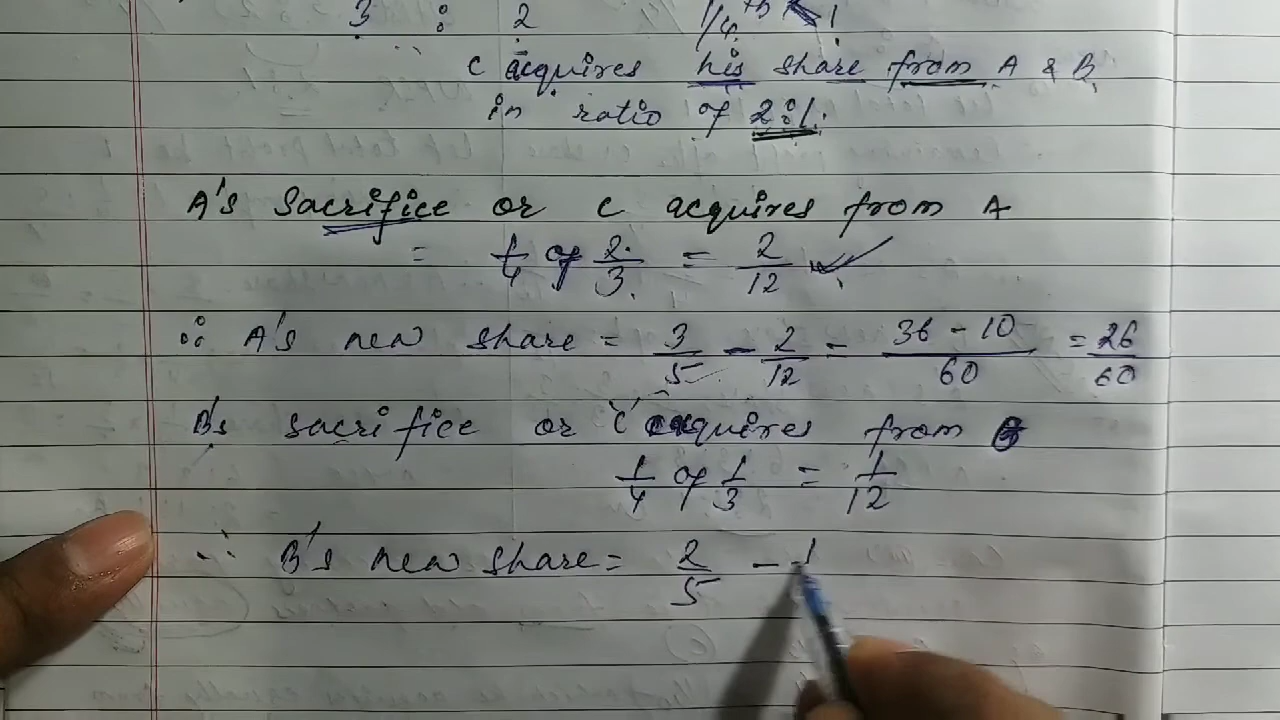 3 : 2 1/4th
C acquires his share from A & B
in ratio of 2:1.
A's Sacrifice or C acquires from A
= 1/4 of 2/3 = 2/12
∴ A's new share = 3/5 - 2/12 = 36 - 10/60 = 26/60
B's sacrifice or 'C' acquires from B
1/4 of 1/3 = 1/12
∴ B's new share = 2/5 - 1